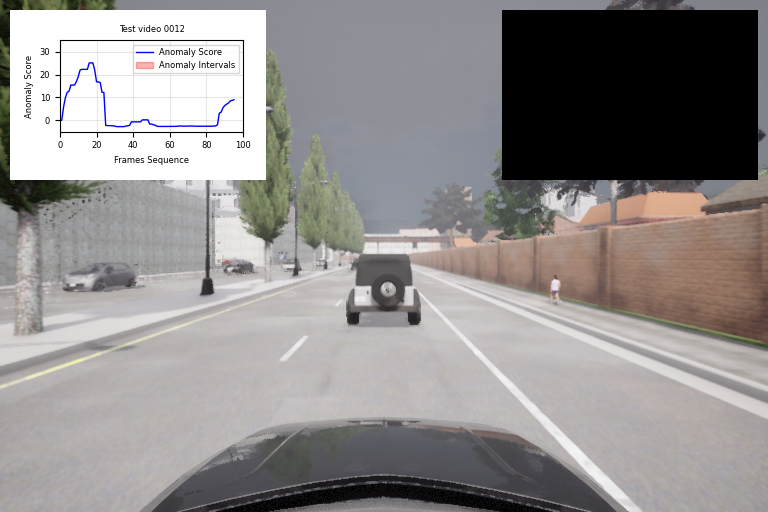 Test video 0012
Anomaly Score
Anomaly Intervals
30
20
10
0
Anomaly Score
0 20 40 60 80 100
Frames Sequence